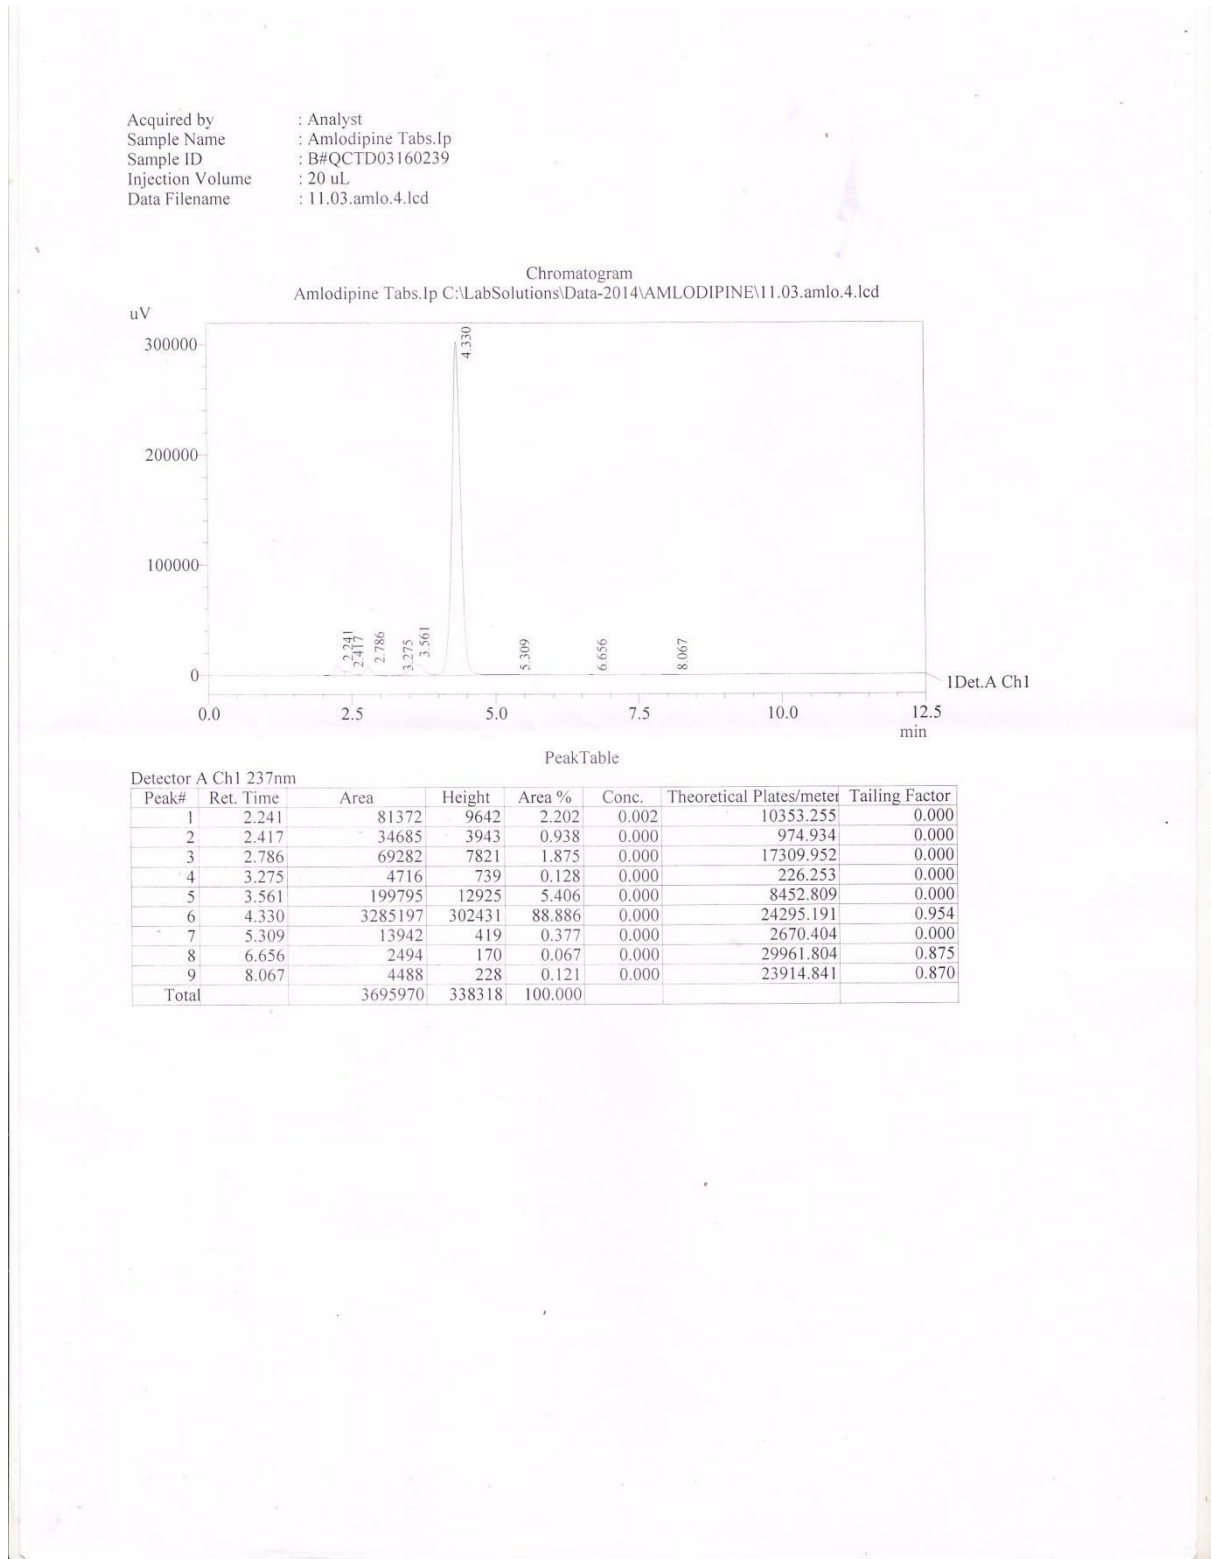 Acquired by : Analyst
Sample Name : Amlodipine Tabs.Ip
Sample ID : B#QCTD03160239
Injection Volume : 20 uL
Data Filename : 11.03.amlo.4.lcd
Chromatogram
Amlodipine Tabs.Ip C:\LabSolutions\Data-2014\AMLODIPINE\11.03.amlo.4.lcd
uV
300000
200000
100000
0
2.241
2.417
2.786
3.275
3.561
4.330
5.309
6.656
8.067
1Det.A Ch1
0.0 2.5 5.0 7.5 10.0 12.5
min
PeakTable
Detector A Ch1 237nm
Peak# Ret. Time Area Height Area % Conc. Theoretical Plates/meter Tailing Factor
1 2.241 81372 9642 2.202 0.002 10353.255 0.000
2 2.417 34685 3943 0.938 0.000 974.934 0.000
3 2.786 69282 7821 1.875 0.000 17309.952 0.000
4 3.275 4716 739 0.128 0.000 226.253 0.000
5 3.561 199795 12925 5.406 0.000 8452.809 0.000
6 4.330 3285197 302431 88.886 0.000 24295.191 0.954
7 5.309 13942 419 0.377 0.000 2670.404 0.000
8 6.656 2494 170 0.067 0.000 29961.804 0.875
9 8.067 4488 228 0.121 0.000 23914.841 0.870
Total 3695970 338318 100.000